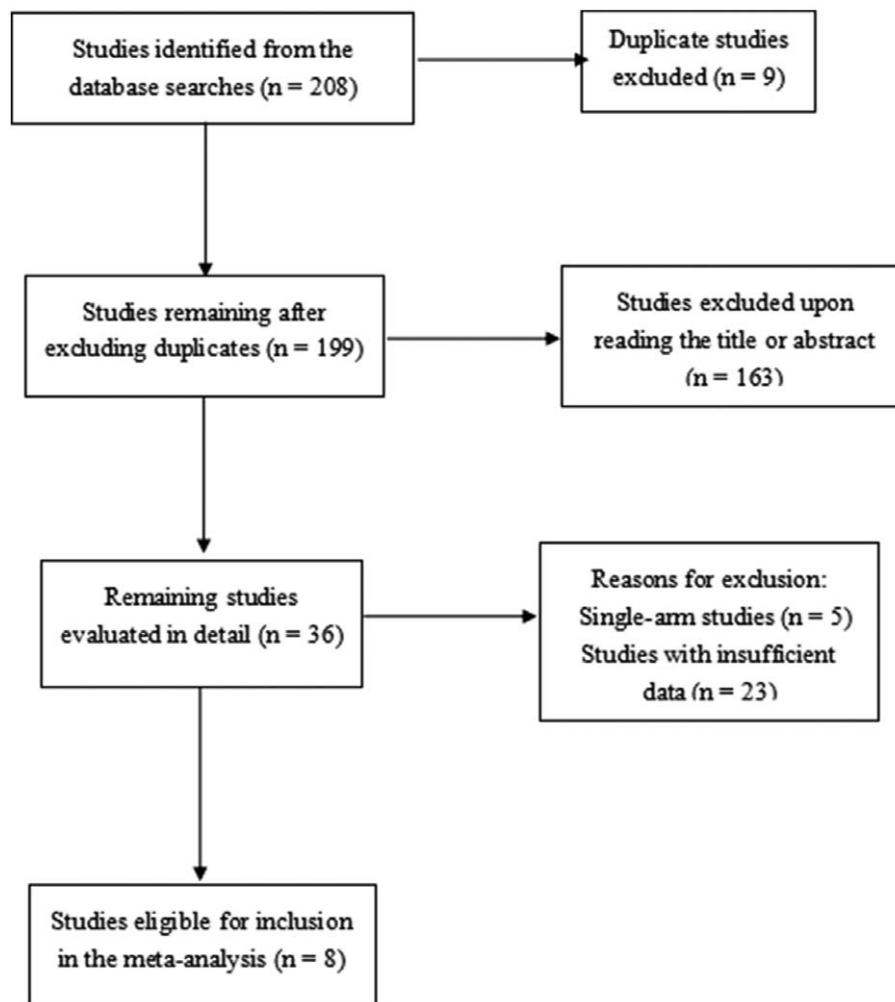 Studies identified from the
database searches (n = 208)
Duplicate studies
excluded (n = 9)
Studies remaining after
excluding duplicates (n = 199)
Studies excluded upon
reading the title or abstract
(n = 163)
Remaining studies
evaluated in detail (n = 36)
Reasons for exclusion:
Single-arm studies (n = 5)
Studies with insufficient
data (n = 23)
Studies eligible for inclusion
in the meta-analysis (n = 8)